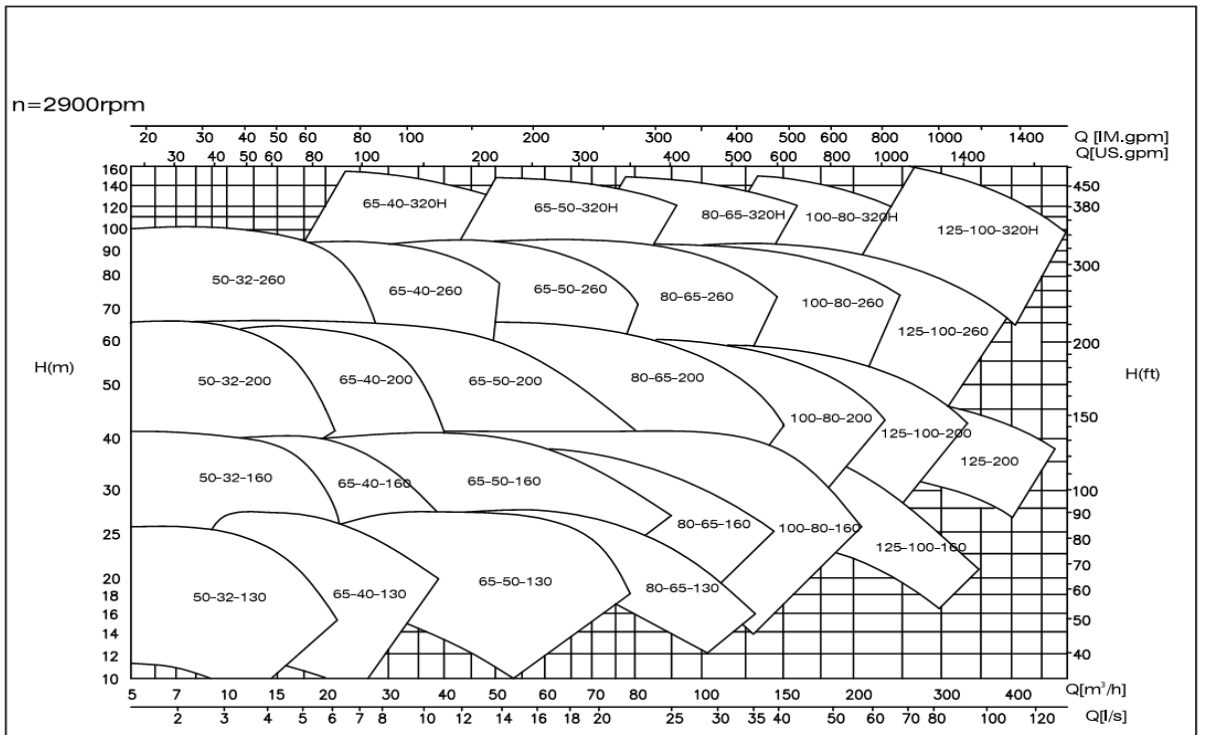 n=2900rpm
20 30 40 50 60 80 100 200 300 400 500 600 800 1000 1400 Q [IM.gpm]
30 40 50 60 80 100 200 300 400 500 600 800 1000 1400 Q[US.gpm]
160 140 120 100 90 80 70 60 50 40 30 25 20 18 16 14 12 10
H(m)
65-40-320H 65-50-320H 80-65-320H 100-80-320H 125-100-320H
50-32-260 65-40-260 65-50-260 80-65-260 100-80-260 125-100-260
50-32-200 65-40-200 65-50-200 80-65-200 100-80-200 125-100-200 125-200
50-32-160 65-40-160 65-50-160 80-65-160 100-80-160 125-100-160
50-32-130 65-40-130 65-50-130 80-65-130
450 380 300 200 150 100 90 80 70 60 50 40
H(ft)
5 7 10 15 20 30 40 50 60 70 80 100 150 200 300 400 Q[m³/h]
2 3 4 5 6 7 8 10 12 14 16 18 20 25 30 35 40 50 60 70 80 100 120 Q[l/s]